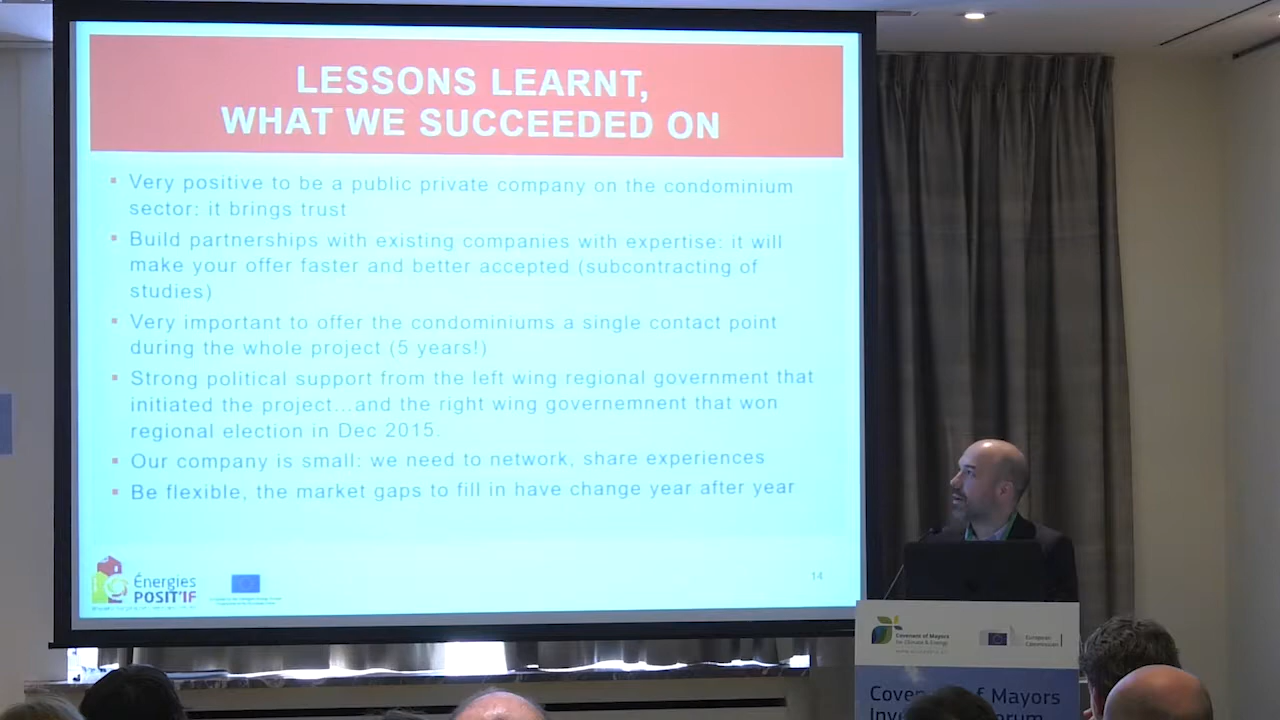 LESSONS LEARNT,
WHAT WE SUCCEEDED ON
▪ Very positive to be a public private company on the condominium
sector: it brings trust
▪ Build partnerships with existing companies with expertise: it will
make your offer faster and better accepted (subcontracting of
studies)
▪ Very important to offer the condominiums a single contact point
during the whole project (5 years!)
▪ Strong political support from the left wing regional government that
initiated the project...and the right wing governemnent that won
regional election in Dec 2015.
▪ Our company is small: we need to network, share experiences
▪ Be flexible, the market gaps to fill in have change year after year
Énergies
POSIT'IF
14
Covenant of Mayors
for Climate & Energy
European
Commission
of Mayors